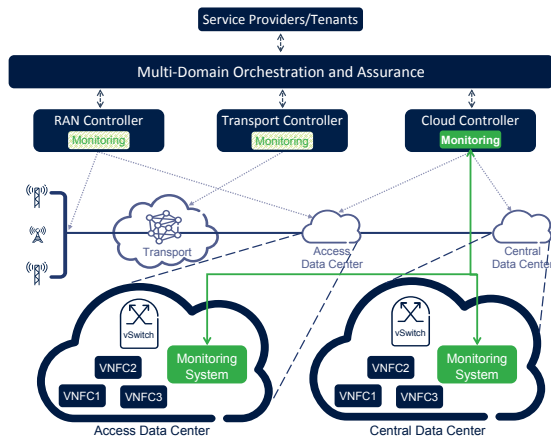 Service Providers/Tenants
Multi-Domain Orchestration and Assurance
RAN Controller
Monitoring
Transport Controller
Monitoring
Cloud Controller
Monitoring
Transport
Access
Data Center
Central
Data Center
vSwitch
VNFC2
VNFC1
VNFC3
Monitoring
System
Access Data Center
vSwitch
VNFC2
VNFC1
VNFC3
Monitoring
System
Central Data Center